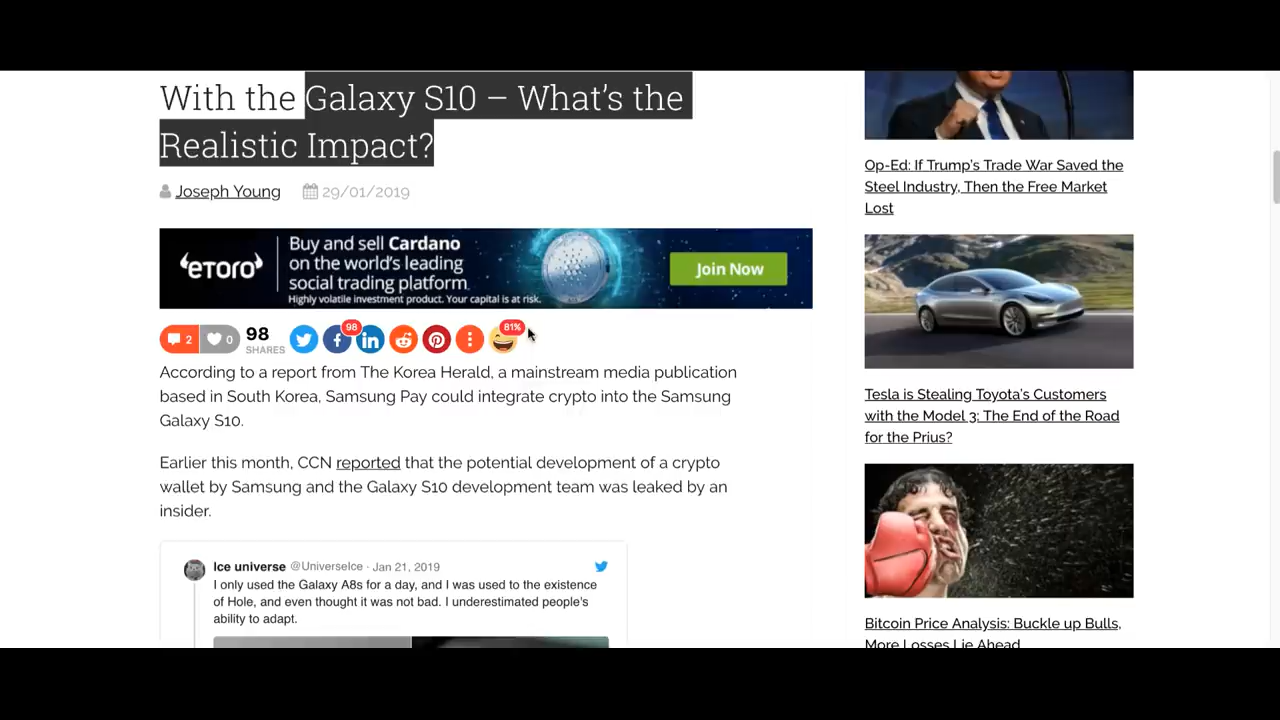 With the Galaxy S10 – What's the
Realistic Impact?
Joseph Young 29/01/2019
eToro
Buy and sell Cardano
on the world's leading
social trading platform.
Highly volatile investment product. Your capital is at risk.
Join Now
2 0 98 SHARES 98 81%
According to a report from The Korea Herald, a mainstream media publication
based in South Korea, Samsung Pay could integrate crypto into the Samsung
Galaxy S10.
Earlier this month, CCN reported that the potential development of a crypto
wallet by Samsung and the Galaxy S10 development team was leaked by an
insider.
Ice universe @UniverseIce · Jan 21, 2019
I only used the Galaxy A8s for a day, and I was used to the existence
of Hole, and even thought it was not bad. I underestimated people's
ability to adapt.
Op-Ed: If Trump's Trade War Saved the
Steel Industry, Then the Free Market
Lost
Tesla is Stealing Toyota's Customers
with the Model 3: The End of the Road
for the Prius?
Bitcoin Price Analysis: Buckle up Bulls,
More Losses Lie Ahead